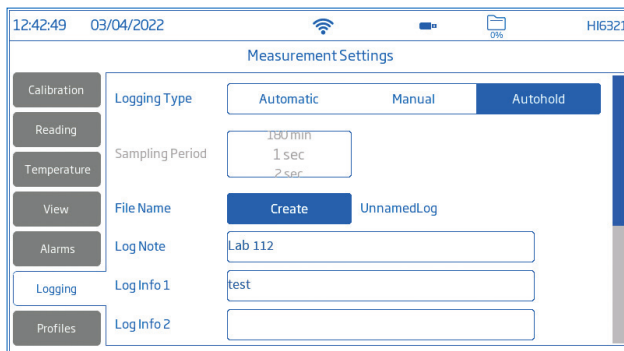 12:42:49 03/04/2022 0% HI6321
Measurement Settings
Calibration
Reading
Temperature
View
Alarms
Logging
Profiles
Logging Type Automatic Manual Autohold
180 min
Sampling Period 1 sec
2 sec
File Name Create UnnamedLog
Log Note Lab 112
Log Info 1 test
Log Info 2